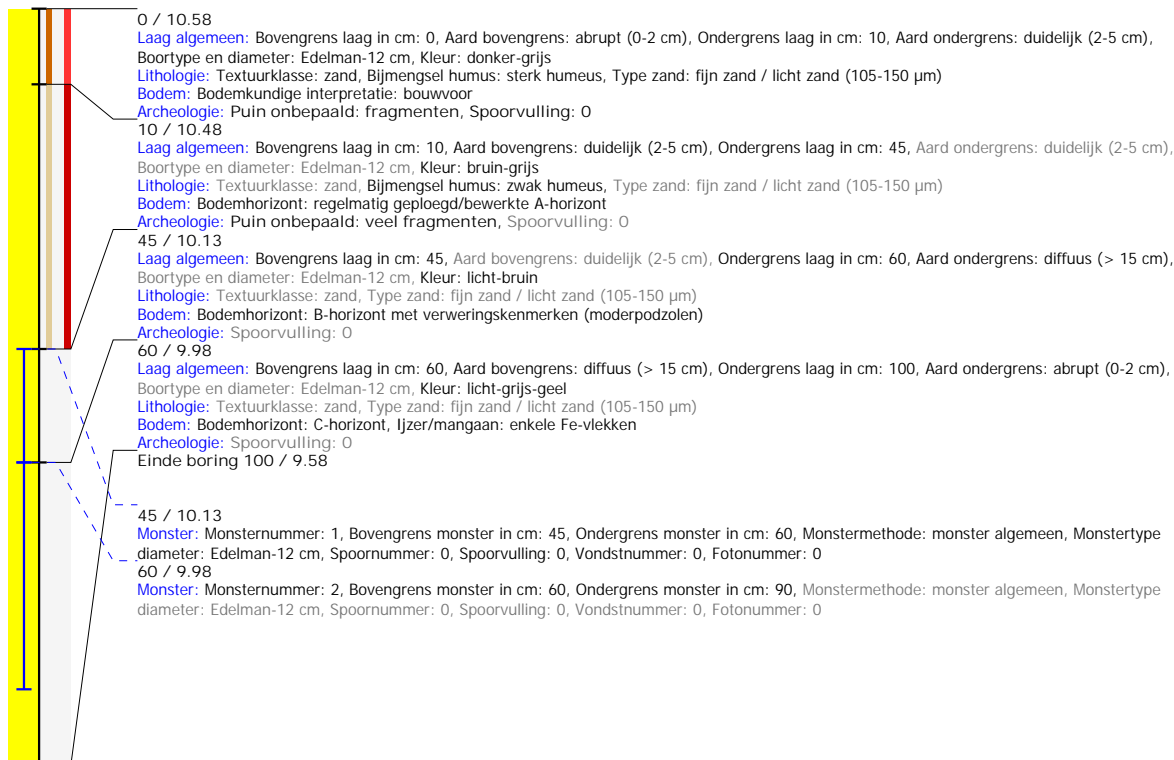 0 / 10.58
Laag algemeen: Bovengrens laag in cm: 0, Aard bovengrens: abrupt (0-2 cm), Ondergrens laag in cm: 10, Aard ondergrens: duidelijk (2-5 cm),
Boortype en diameter: Edelman-12 cm, Kleur: donker-grijs
Lithologie: Textuurklasse: zand, Bijmengsel humus: sterk humeus, Type zand: fijn zand / licht zand (105-150 µm)
Bodem: Bodemkundige interpretatie: bouwvoor
Archeologie: Puin onbepaald: fragmenten, Spoorvulling: 0
10 / 10.48
Laag algemeen: Bovengrens laag in cm: 10, Aard bovengrens: duidelijk (2-5 cm), Ondergrens laag in cm: 45, Aard ondergrens: duidelijk (2-5 cm),
Boortype en diameter: Edelman-12 cm, Kleur: bruin-grijs
Lithologie: Textuurklasse: zand, Bijmengsel humus: zwak humeus, Type zand: fijn zand / licht zand (105-150 µm)
Bodem: Bodemhorizont: regelmatig geploegd/bewerkte A-horizont
Archeologie: Puin onbepaald: veel fragmenten, Spoorvulling: 0
45 / 10.13
Laag algemeen: Bovengrens laag in cm: 45, Aard bovengrens: duidelijk (2-5 cm), Ondergrens laag in cm: 60, Aard ondergrens: diffuus (> 15 cm),
Boortype en diameter: Edelman-12 cm, Kleur: licht-bruin
Lithologie: Textuurklasse: zand, Type zand: fijn zand / licht zand (105-150 µm)
Bodem: Bodemhorizont: B-horizont met verweringskenmerken (moderpodzolen)
Archeologie: Spoorvulling: 0
60 / 9.98
Laag algemeen: Bovengrens laag in cm: 60, Aard bovengrens: diffuus (> 15 cm), Ondergrens laag in cm: 100, Aard ondergrens: abrupt (0-2 cm),
Boortype en diameter: Edelman-12 cm, Kleur: licht-grijs-geel
Lithologie: Textuurklasse: zand, Type zand: fijn zand / licht zand (105-150 µm)
Bodem: Bodemhorizont: C-horizont, Ijzer/mangaan: enkele Fe-vlekken
Archeologie: Spoorvulling: 0
Einde boring 100 / 9.58
45 / 10.13
Monster: Monsternummer: 1, Bovengrens monster in cm: 45, Ondergrens monster in cm: 60, Monstermethode: monster algemeen, Monstertype
diameter: Edelman-12 cm, Spoornummer: 0, Spoorvulling: 0, Vondstnummer: 0, Fotonummer: 0
60 / 9.98
Monster: Monsternummer: 2, Bovengrens monster in cm: 60, Ondergrens monster in cm: 90, Monstermethode: monster algemeen, Monstertype
diameter: Edelman-12 cm, Spoornummer: 0, Spoorvulling: 0, Vondstnummer: 0, Fotonummer: 0